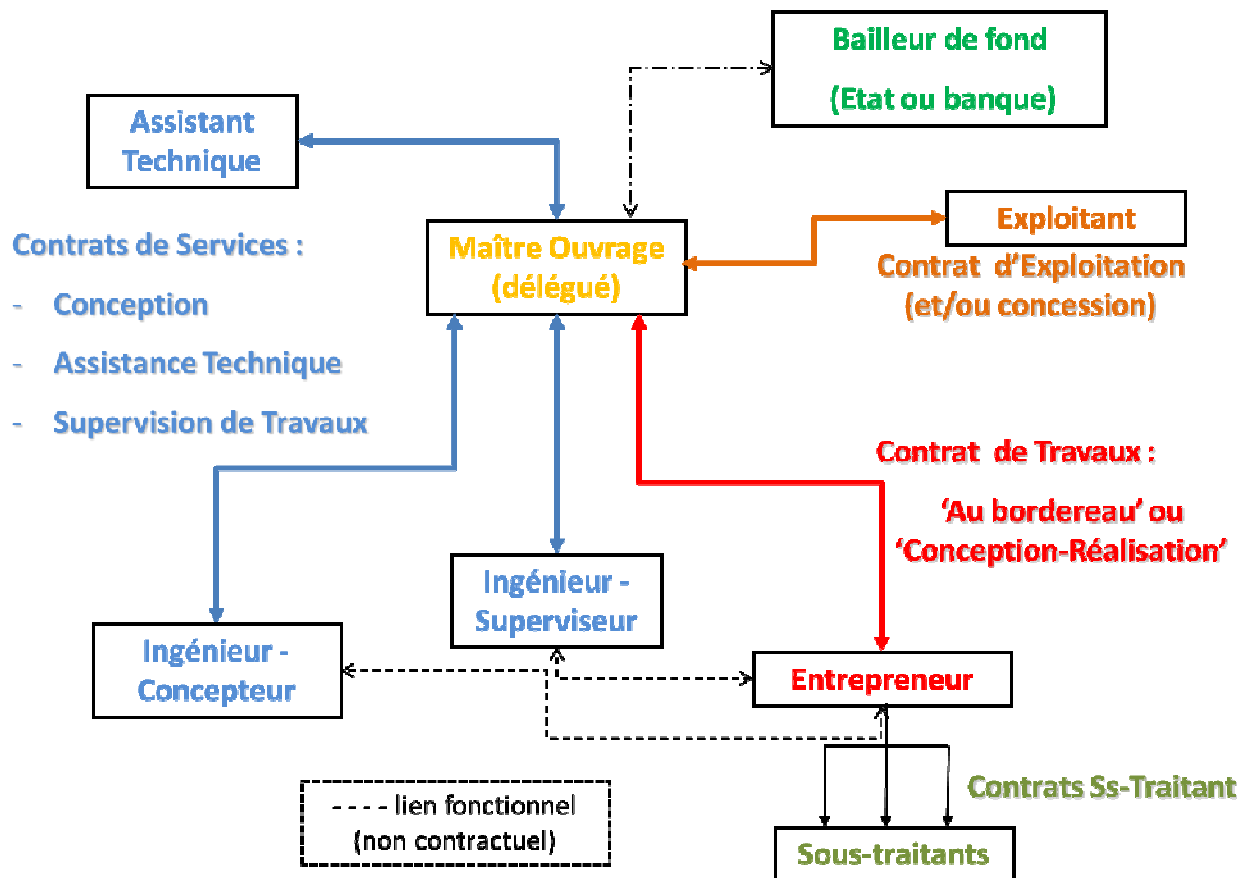 Bailleur de fond
(Etat ou banque)
Assistant
Technique
Exploitant
Contrat d'Exploitation
(et/ou concession)
Maître Ouvrage
(délégué)
Contrats de Services :
- Conception
- Assistance Technique
- Supervision de Travaux
Contrat de Travaux :
‘Au bordereau’ ou
‘Conception-Réalisation’
Ingénieur -
Superviseur
Ingénieur -
Concepteur
Entrepreneur
- - - - lien fonctionnel
(non contractuel)
Contrats Ss-Traitant
Sous-traitants